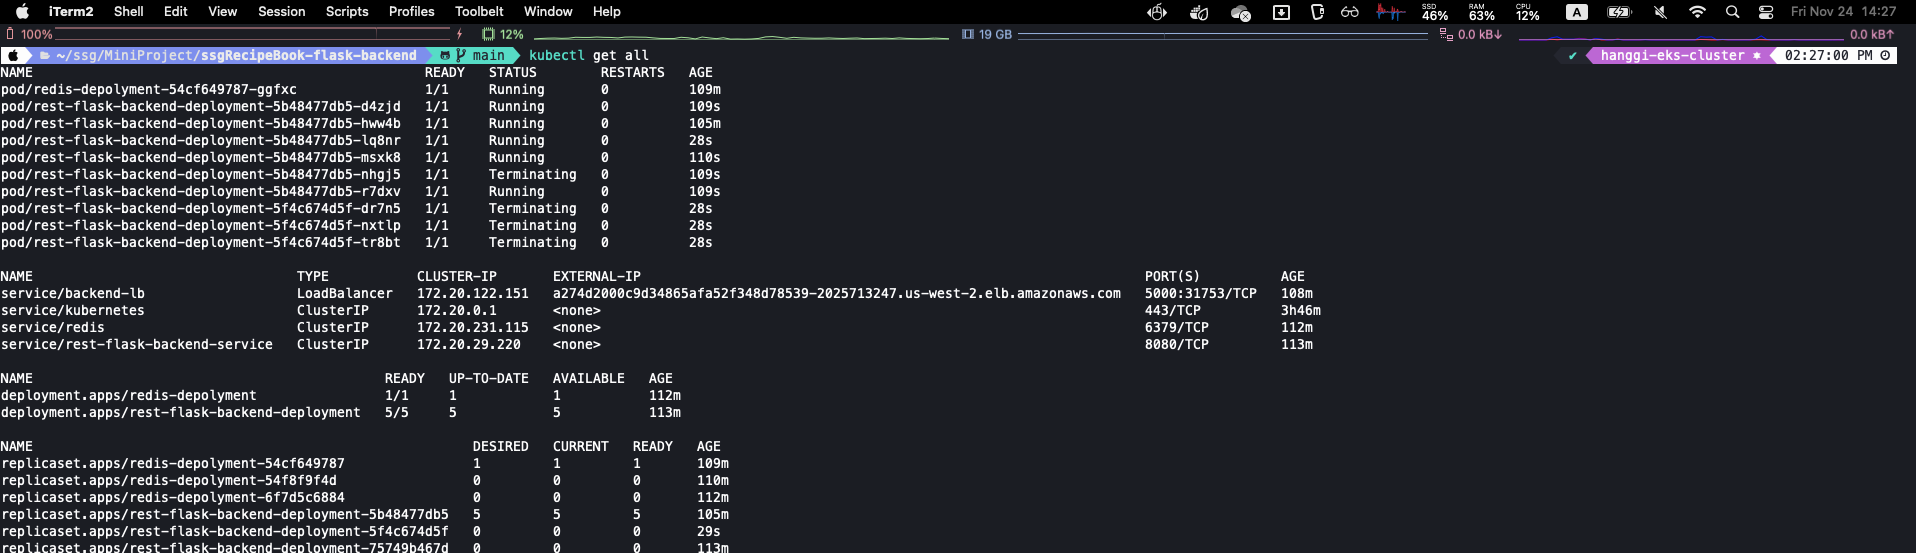 iTerm2 Shell Edit View Session Scripts Profiles Toolbelt Window Help SSD 46% RAM 63% CPU 12% A Fri Nov 24 14:27
100% 12% 19 GB 0.0 kB↓ 0.0 kB↑
~/ssg/MiniProject/ssgRecipeBook-flask-backend main kubectl get all ✔ hanggi-eks-cluster 02:27:00 PM
NAME READY STATUS RESTARTS AGE
pod/redis-depolyment-54cf649787-ggfxc 1/1 Running 0 109m
pod/rest-flask-backend-deployment-5b48477db5-d4zjd 1/1 Running 0 109s
pod/rest-flask-backend-deployment-5b48477db5-hww4b 1/1 Running 0 105m
pod/rest-flask-backend-deployment-5b48477db5-lq8nr 1/1 Running 0 28s
pod/rest-flask-backend-deployment-5b48477db5-msxk8 1/1 Running 0 110s
pod/rest-flask-backend-deployment-5b48477db5-nhgj5 1/1 Terminating 0 109s
pod/rest-flask-backend-deployment-5b48477db5-r7dxv 1/1 Running 0 109s
pod/rest-flask-backend-deployment-5f4c674d5f-dr7n5 1/1 Terminating 0 28s
pod/rest-flask-backend-deployment-5f4c674d5f-nxtlp 1/1 Terminating 0 28s
pod/rest-flask-backend-deployment-5f4c674d5f-tr8bt 1/1 Terminating 0 28s
NAME TYPE CLUSTER-IP EXTERNAL-IP PORT(S) AGE
service/backend-lb LoadBalancer 172.20.122.151 a274d2000c9d34865afa52f348d78539-2025713247.us-west-2.elb.amazonaws.com 5000:31753/TCP 108m
service/kubernetes ClusterIP 172.20.0.1 <none> 443/TCP 3h46m
service/redis ClusterIP 172.20.231.115 <none> 6379/TCP 112m
service/rest-flask-backend-service ClusterIP 172.20.29.220 <none> 8080/TCP 113m
NAME READY UP-TO-DATE AVAILABLE AGE
deployment.apps/redis-depolyment 1/1 1 1 112m
deployment.apps/rest-flask-backend-deployment 5/5 5 5 113m
NAME DESIRED CURRENT READY AGE
replicaset.apps/redis-depolyment-54cf649787 1 1 1 109m
replicaset.apps/redis-depolyment-54f8f9f4d 0 0 0 110m
replicaset.apps/redis-depolyment-6f7d5c6884 0 0 0 112m
replicaset.apps/rest-flask-backend-deployment-5b48477db5 5 5 5 105m
replicaset.apps/rest-flask-backend-deployment-5f4c674d5f 0 0 0 29s
replicaset.apps/rest-flask-backend-deployment-75749b467d 0 0 0 113m